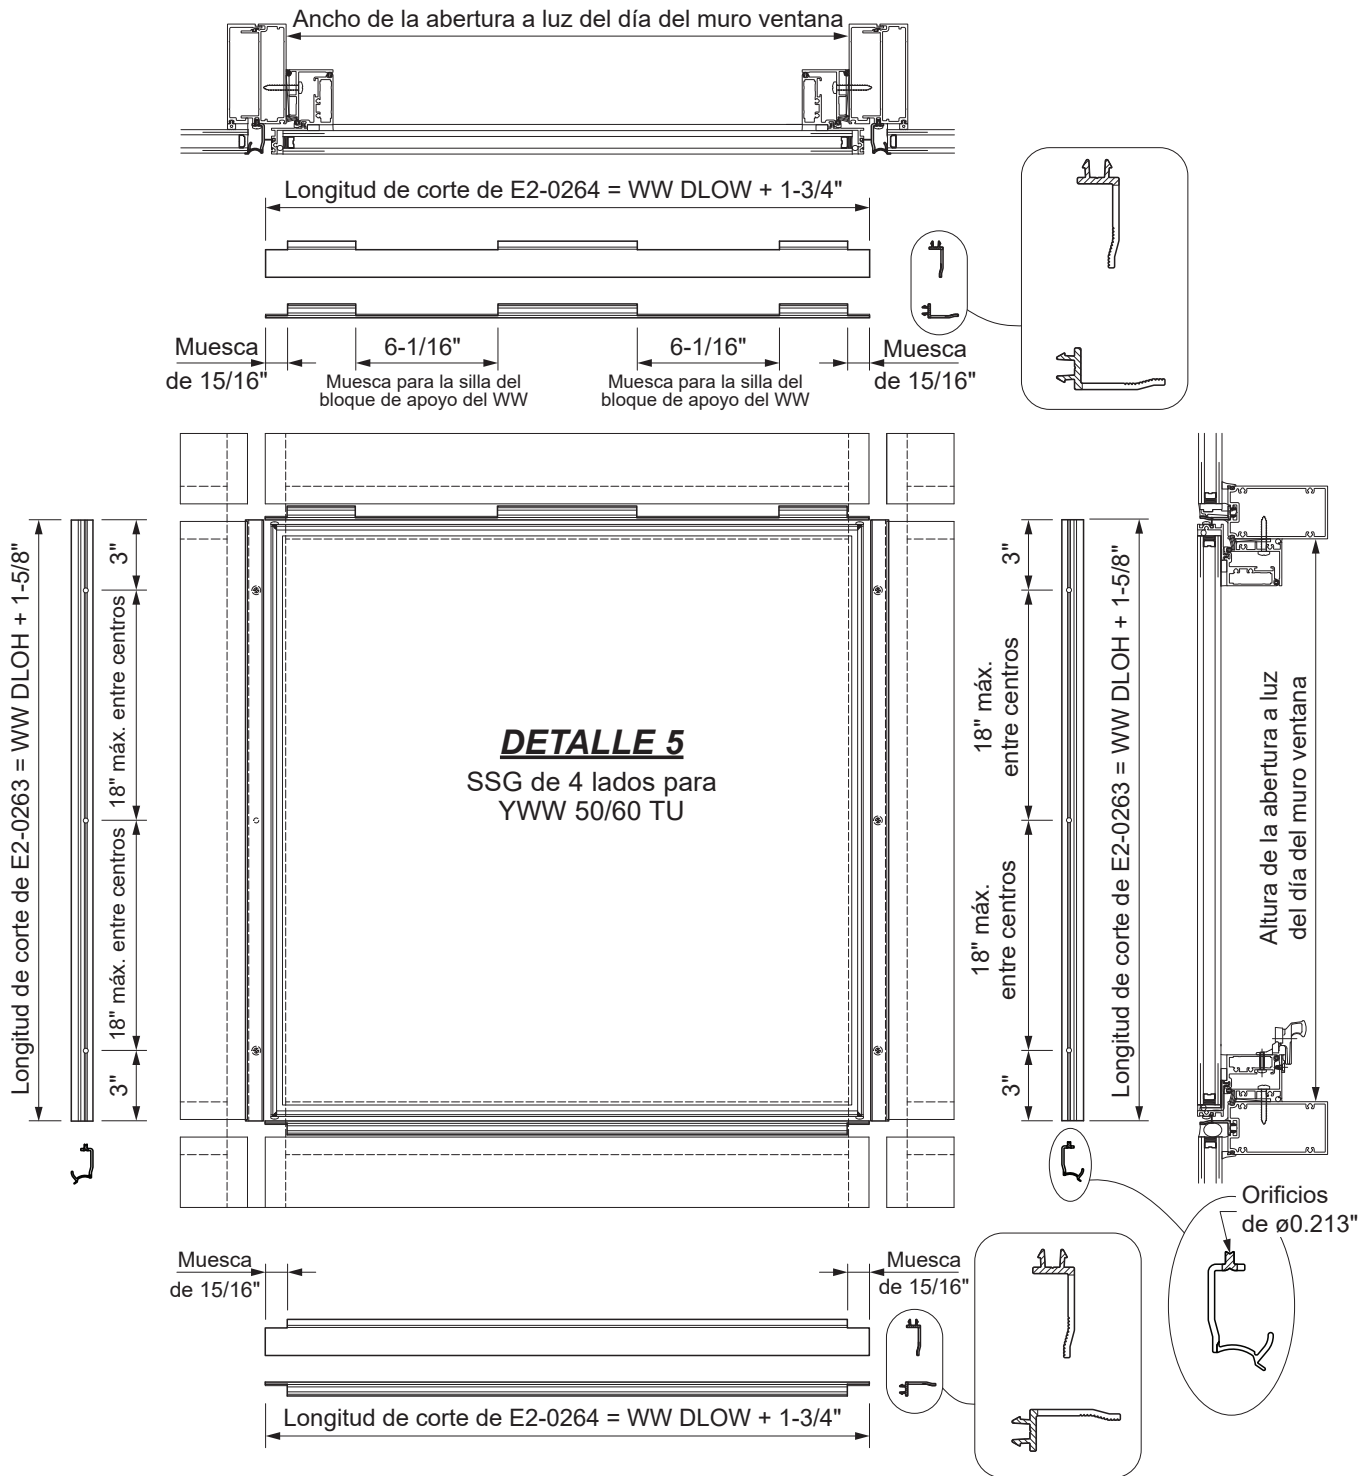 Ancho de la abertura a luz del día del muro ventana
Longitud de corte de E2-0264 = WW DLOW + 1-3/4"
Muesca
de 15/16"
6-1/16"
Muesca para la silla del
bloque de apoyo del WW
6-1/16"
Muesca para la silla del
bloque de apoyo del WW
Muesca
de 15/16"
Longitud de corte de E2-0263 = WW DLOH + 1-5/8"
3"
18" máx. entre centros
18" máx. entre centros
3"
DETALLE 5
SSG de 4 lados para
YWW 50/60 TU
3"
18" máx.
entre centros
18" máx.
entre centros
3"
Longitud de corte de E2-0263 = WW DLOH + 1-5/8"
Altura de la abertura a luz
del día del muro ventana
Orificios
de ø0.213"
Muesca
de 15/16"
Muesca
de 15/16"
Longitud de corte de E2-0264 = WW DLOW + 1-3/4"